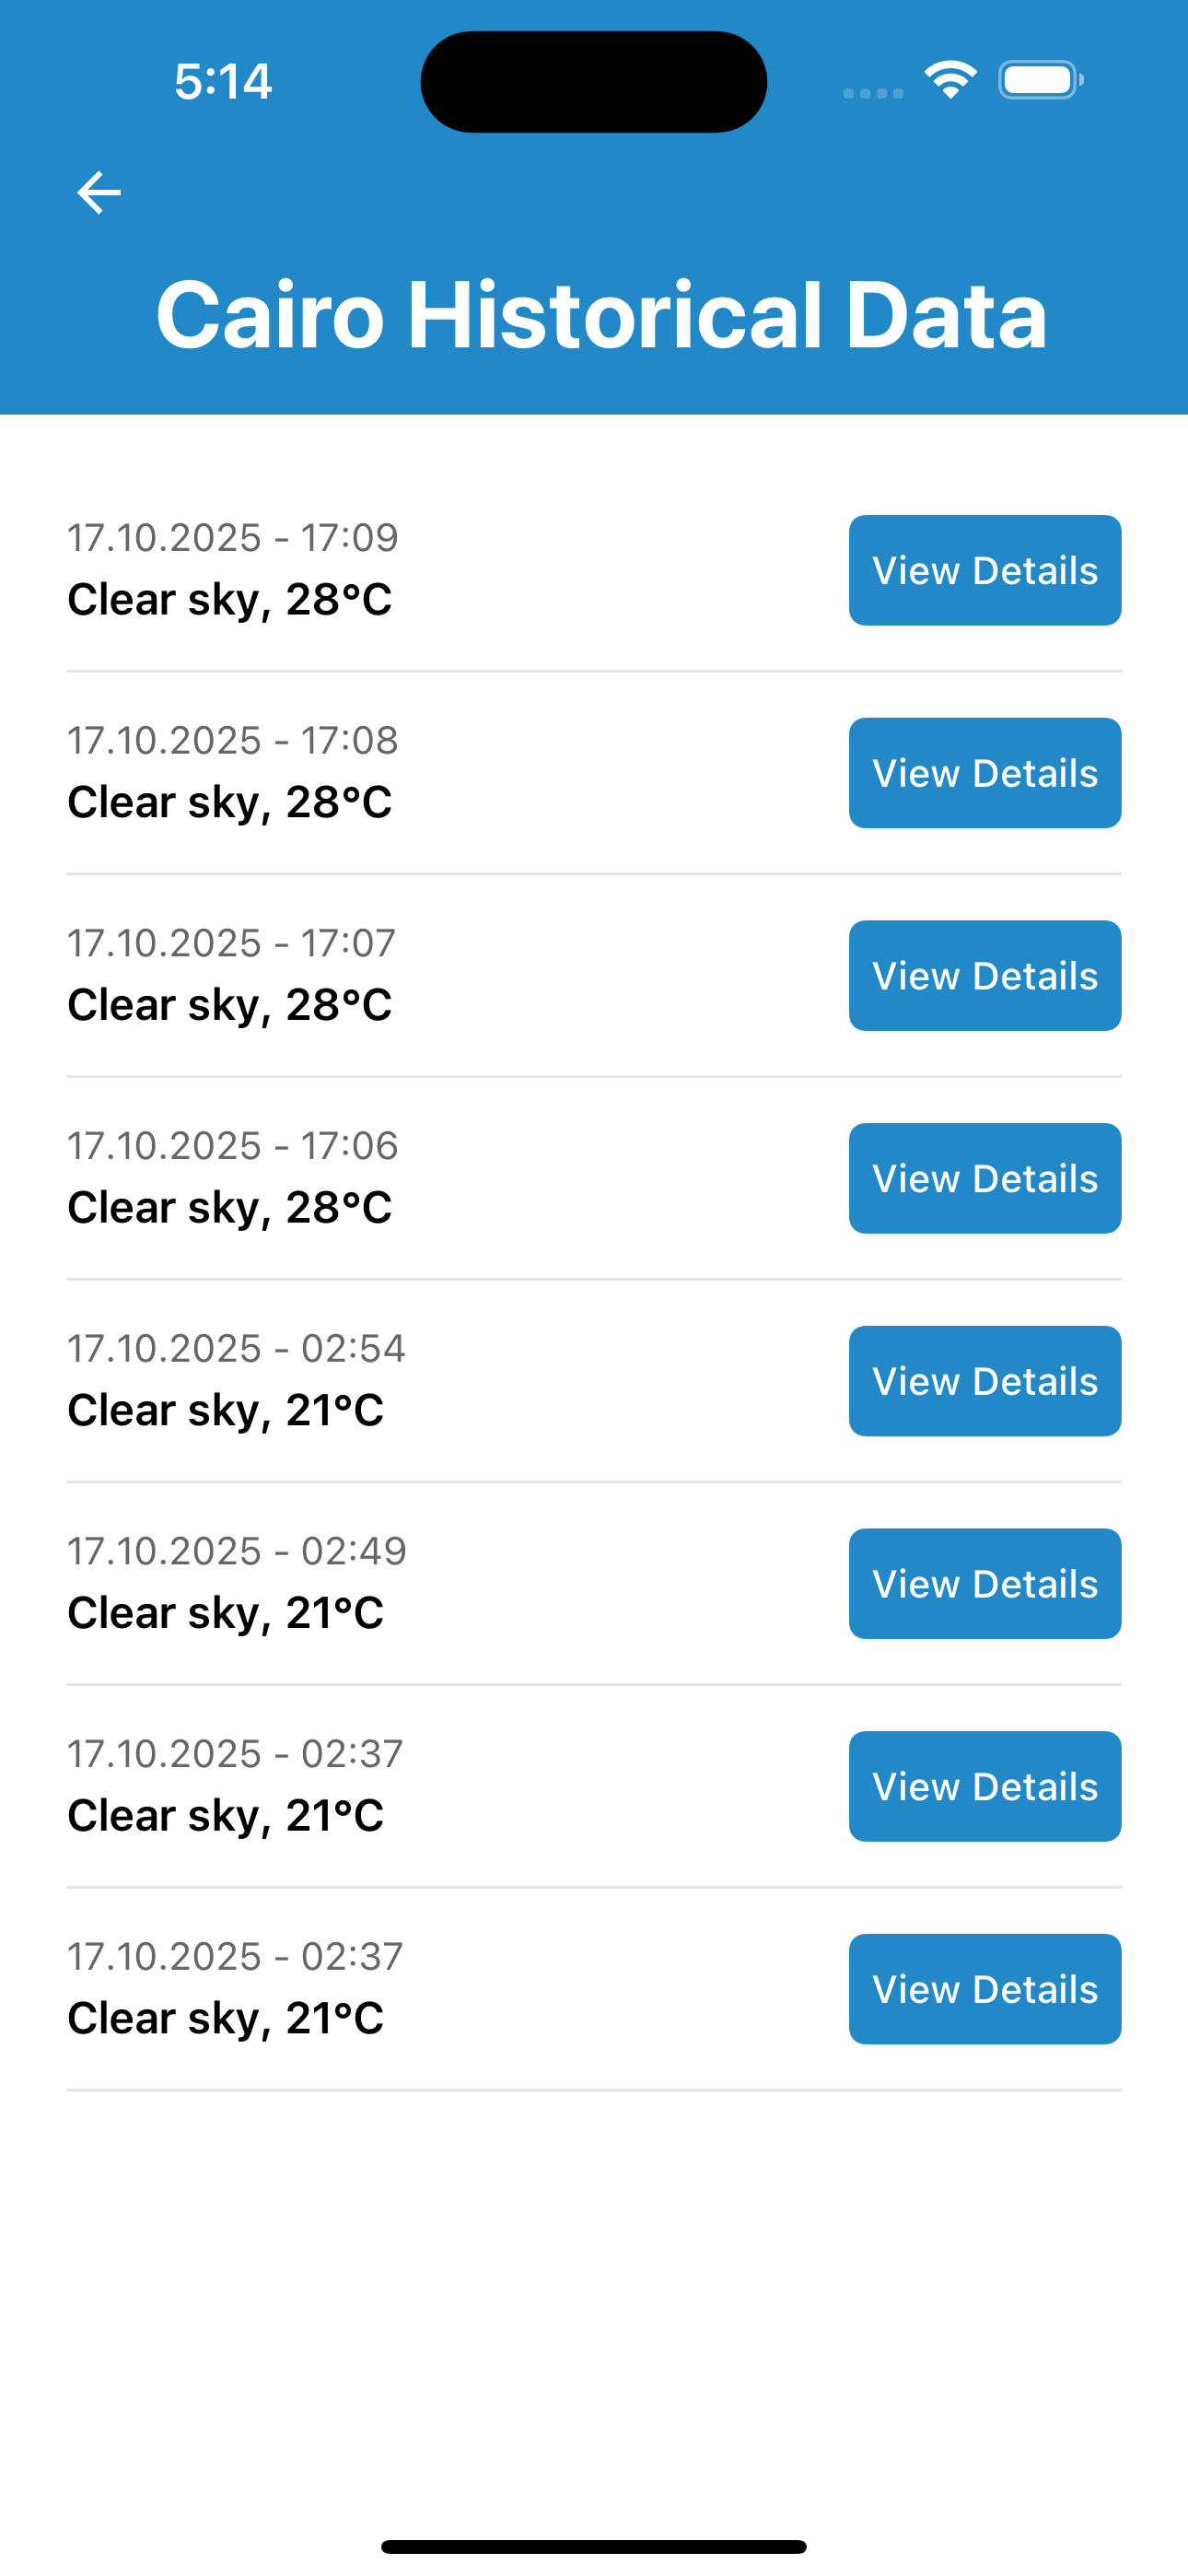 5:14
Cairo Historical Data
17.10.2025 - 17:09
Clear sky, 28°C
View Details
17.10.2025 - 17:08
Clear sky, 28°C
View Details
17.10.2025 - 17:07
Clear sky, 28°C
View Details
17.10.2025 - 17:06
Clear sky, 28°C
View Details
17.10.2025 - 02:54
Clear sky, 21°C
View Details
17.10.2025 - 02:49
Clear sky, 21°C
View Details
17.10.2025 - 02:37
Clear sky, 21°C
View Details
17.10.2025 - 02:37
Clear sky, 21°C
View Details